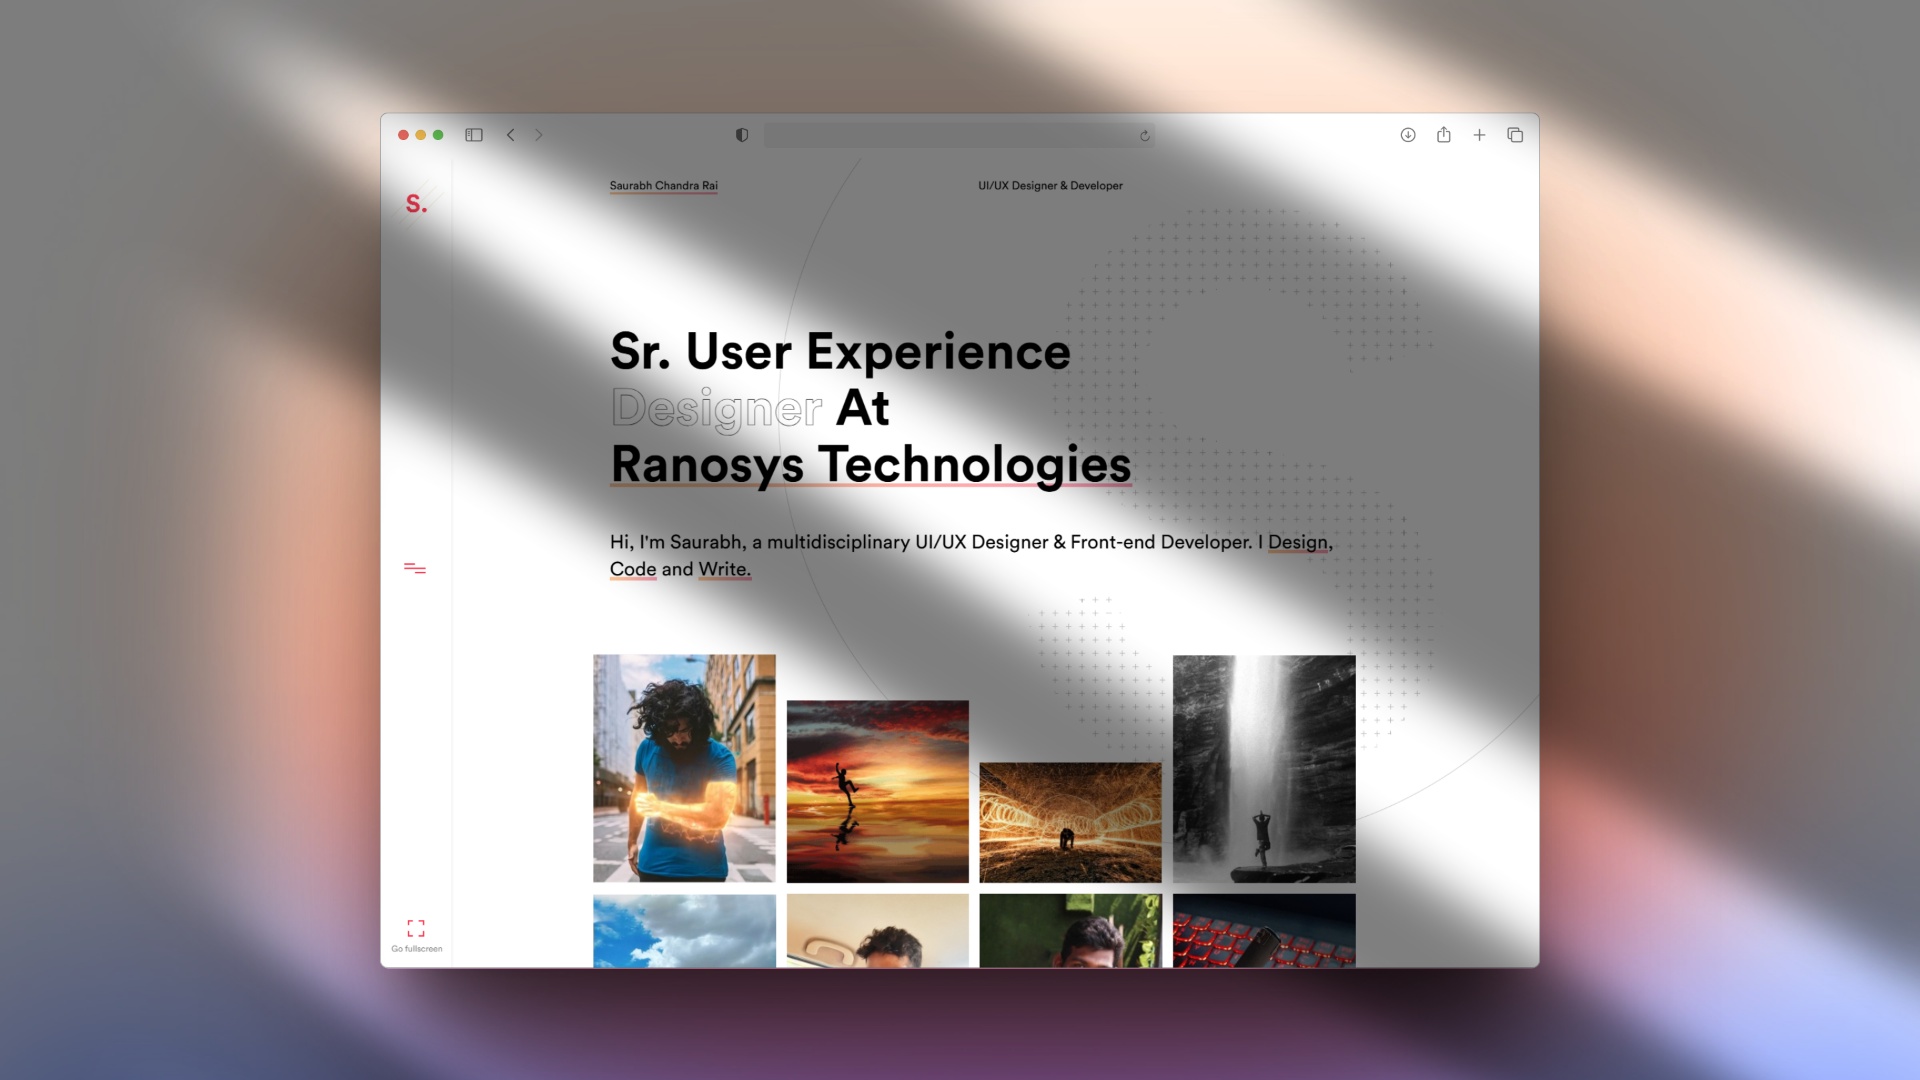 Saurabh Chandra Rai
UI/UX Designer & Developer
S.
Sr. User Experience
Designer At
Ranosys Technologies
Hi, I'm Saurabh, a multidisciplinary UI/UX Designer & Front-end Developer. I Design,
Code and Write.
Go fullscreen